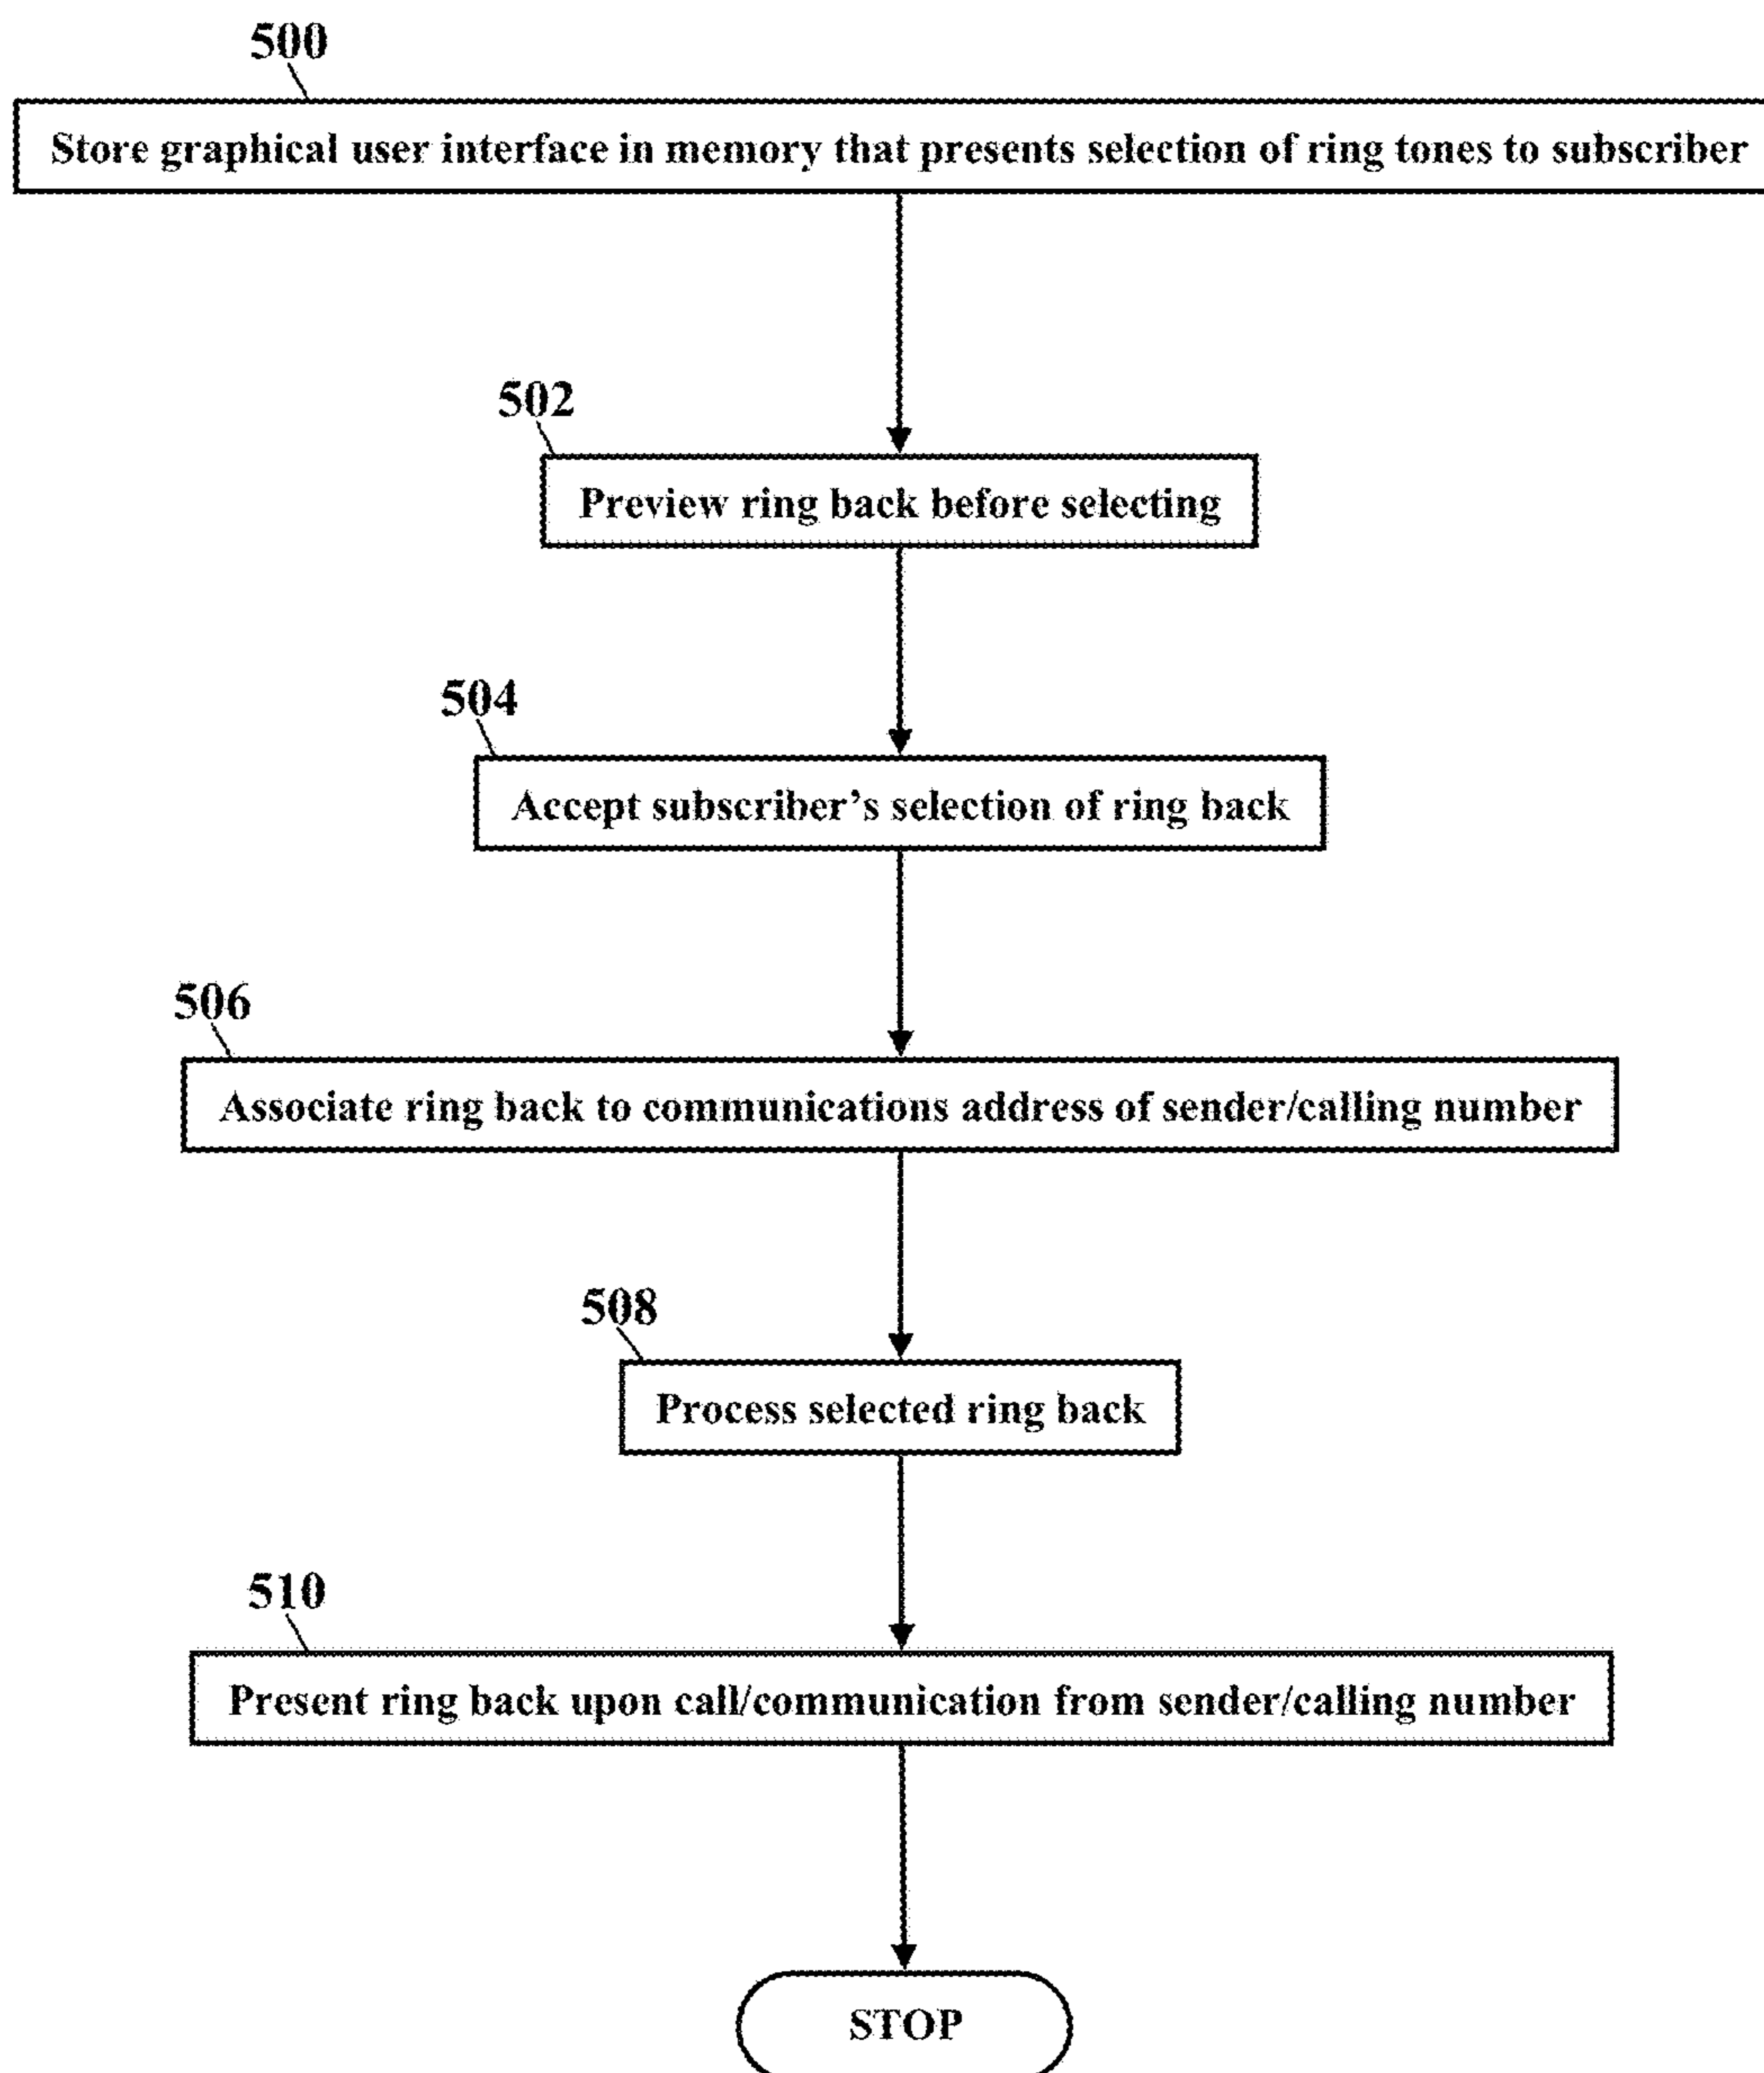 500
Store graphical user interface in memory that presents selection of ring tones to subscriber
502
Preview ring back before selecting
504
Accept subscriber’s selection of ring back
506
Associate ring back to communications address of sender/calling number
508
Process selected ring back
510
Present ring back upon call/communication from sender/calling number
STOP